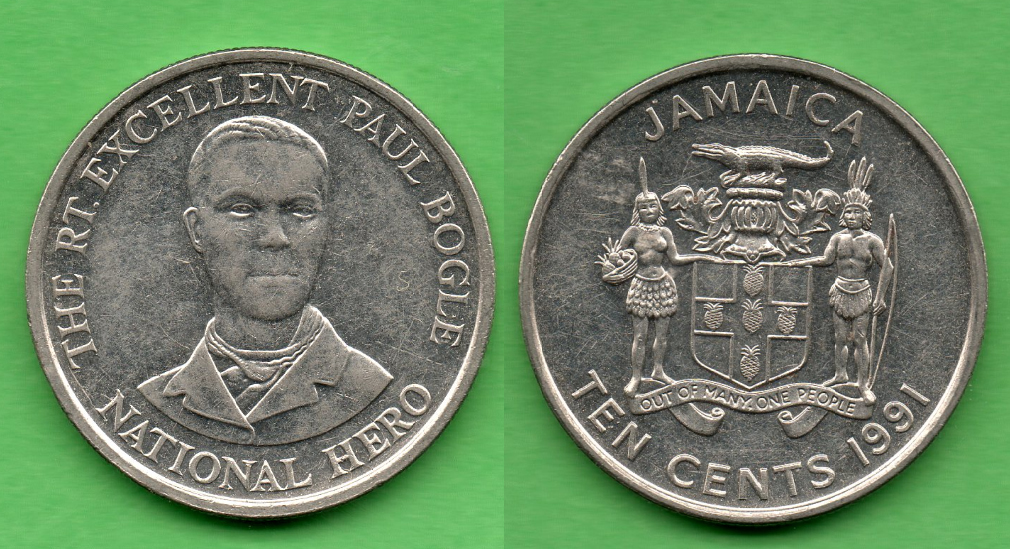 THE RT. EXCELLENT PAUL BOGLE
NATIONAL HERO
JAMAICA
OUT OF MANY, ONE PEOPLE
TEN CENTS 1991